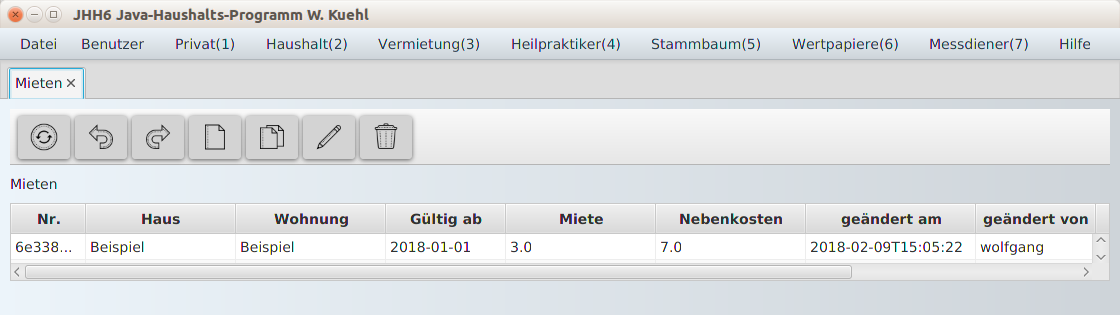 JHH6 Java-Haushalts-Programm W. Kuehl
Datei Benutzer Privat(1) Haushalt(2) Vermietung(3) Heilpraktiker(4) Stammbaum(5) Wertpapiere(6) Messdiener(7) Hilfe
Mieten
Mieten
Nr. Haus Wohnung Gültig ab Miete Nebenkosten geändert am geändert von
6e338... Beispiel Beispiel 2018-01-01 3.0 7.0 2018-02-09T15:05:22 wolfgang